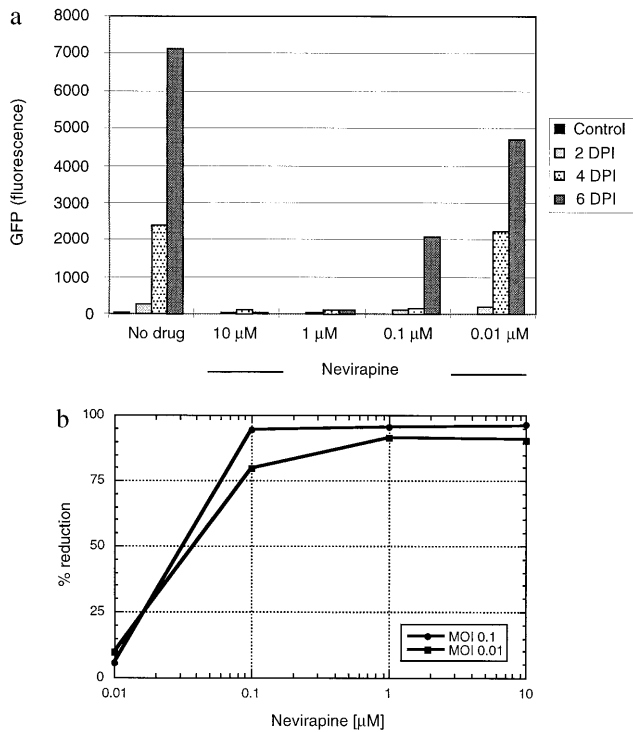 a
8000
7000
6000
5000
4000
3000
2000
1000
0
GFP (fluorescence)
Control
2 DPI
4 DPI
6 DPI
No drug 10 µM 1 µM 0.1 µM 0.01 µM
Nevirapine
b
100
75
50
25
0
% reduction
MOI 0.1
MOI 0.01
0.01 0.1 1 10
Nevirapine [µM]